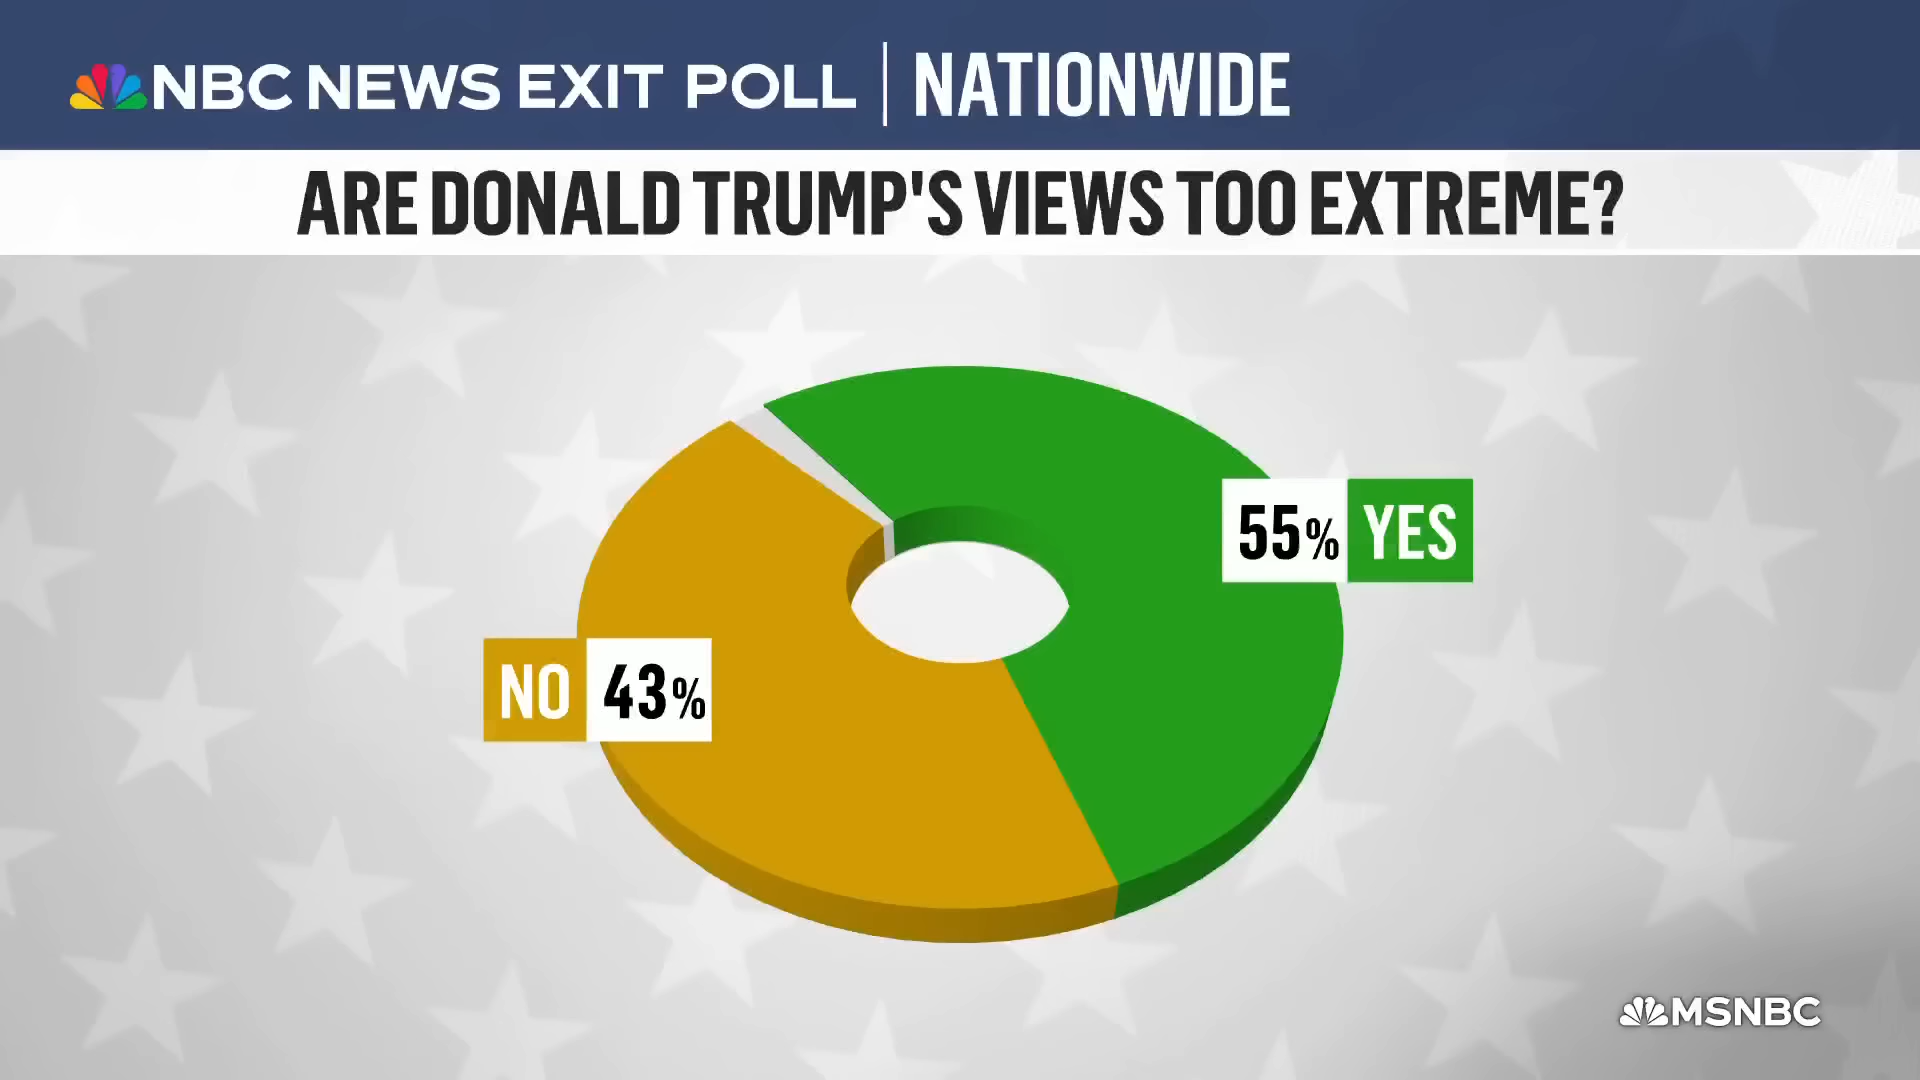 NBC NEWS EXIT POLL | NATIONWIDE
ARE DONALD TRUMP'S VIEWS TOO EXTREME?
55% YES
NO 43%
MSNBC